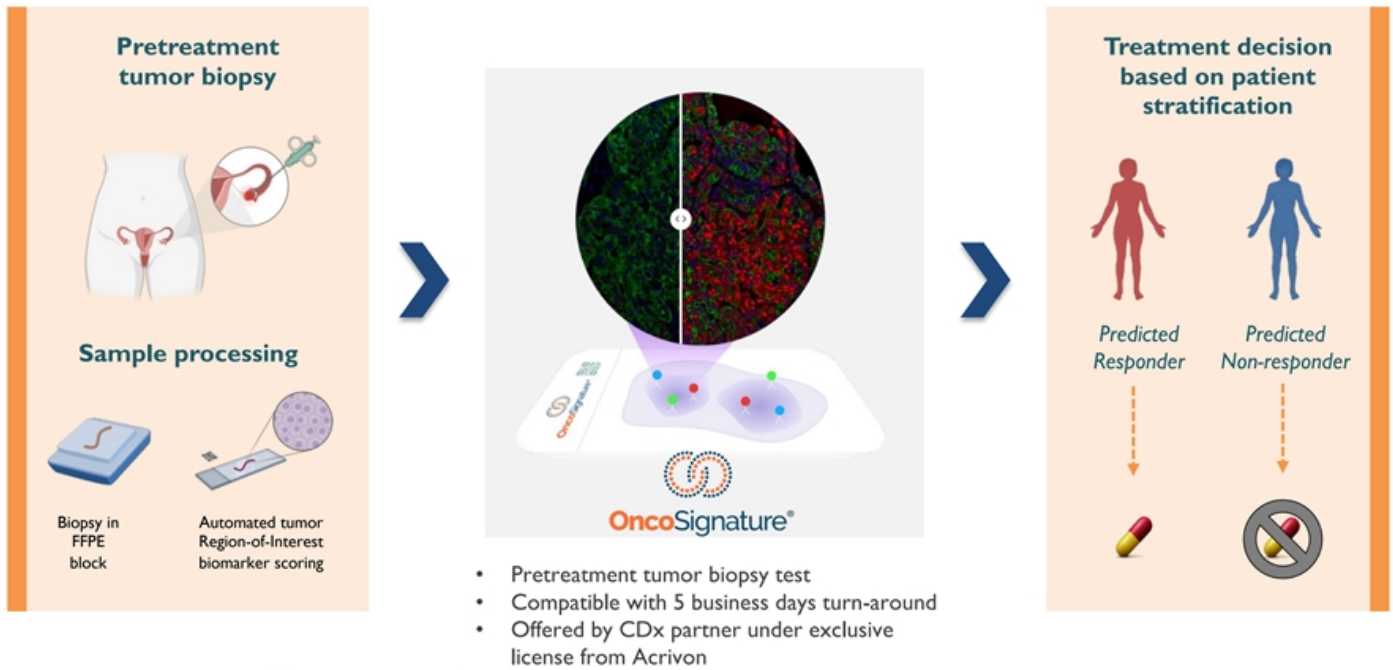 Pretreatment
tumor biopsy
Sample processing
Biopsy in
FFPE
block
Automated tumor
Region-of-Interest
biomarker scoring
OncoSignature
OncoSignature®
• Pretreatment tumor biopsy test
• Compatible with 5 business days turn-around
• Offered by CDx partner under exclusive
license from Acrivon
Treatment decision
based on patient
stratification
Predicted
Responder
Predicted
Non-responder